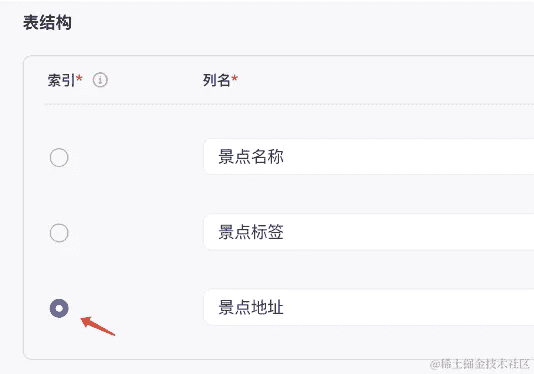 表结构
索引* 列名*
景点名称
景点标签
景点地址
@稀土掘金技术社区